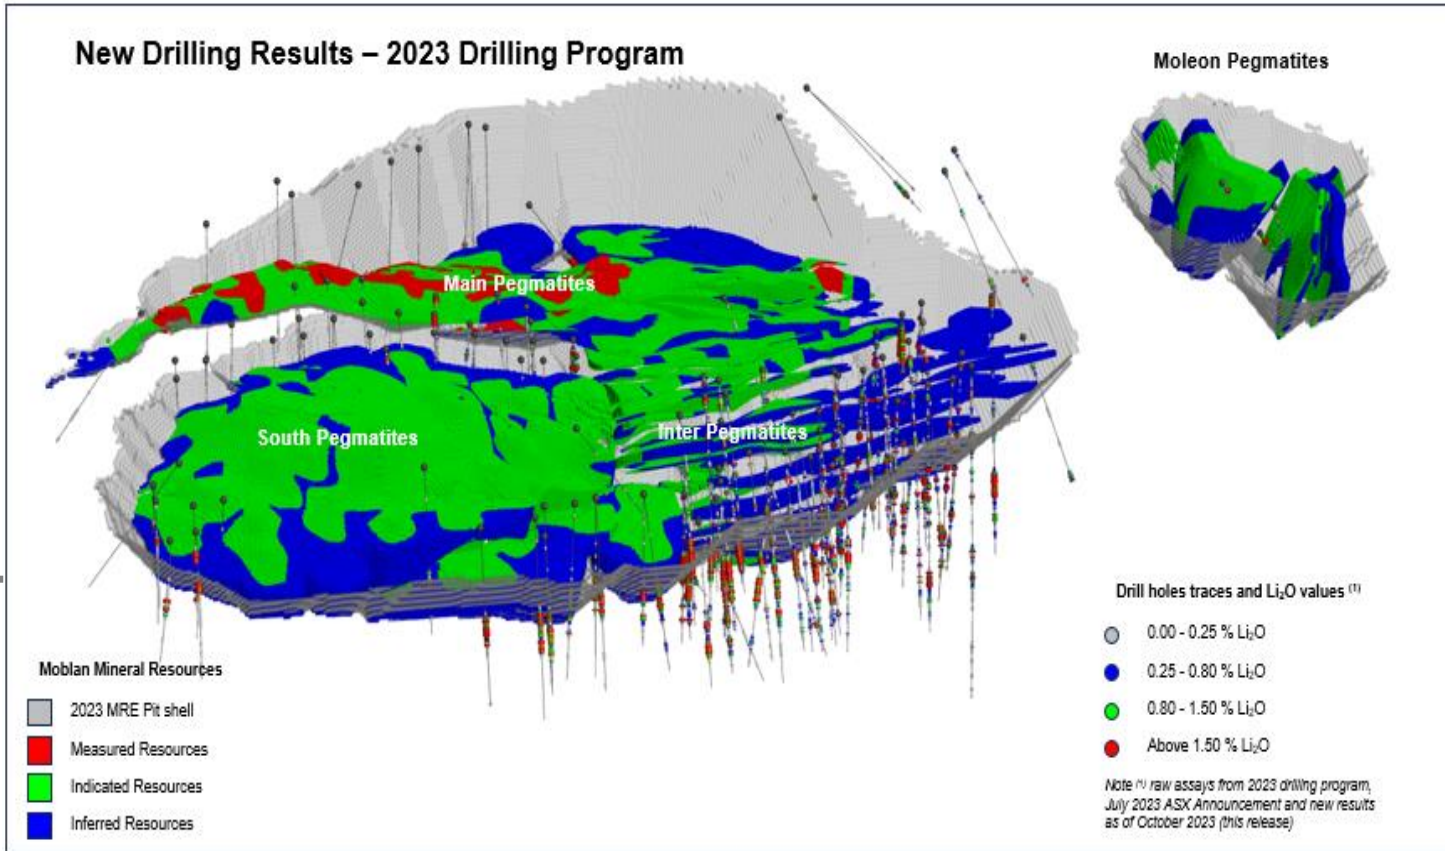 New Drilling Results – 2023 Drilling Program
Moleon Pegmatites
Main Pegmatites
South Pegmatites
Inter Pegmatites
Moblan Mineral Resources
2023 MRE Pit shell
Measured Resources
Indicated Resources
Inferred Resources
Drill holes traces and Li₂O values ⁽¹⁾
0.00 - 0.25 % Li₂O
0.25 - 0.80 % Li₂O
0.80 - 1.50 % Li₂O
Above 1.50 % Li₂O
Note ⁽¹⁾ raw assays from 2023 drilling program,
July 2023 ASX Announcement and new results
as of October 2023 (this release)